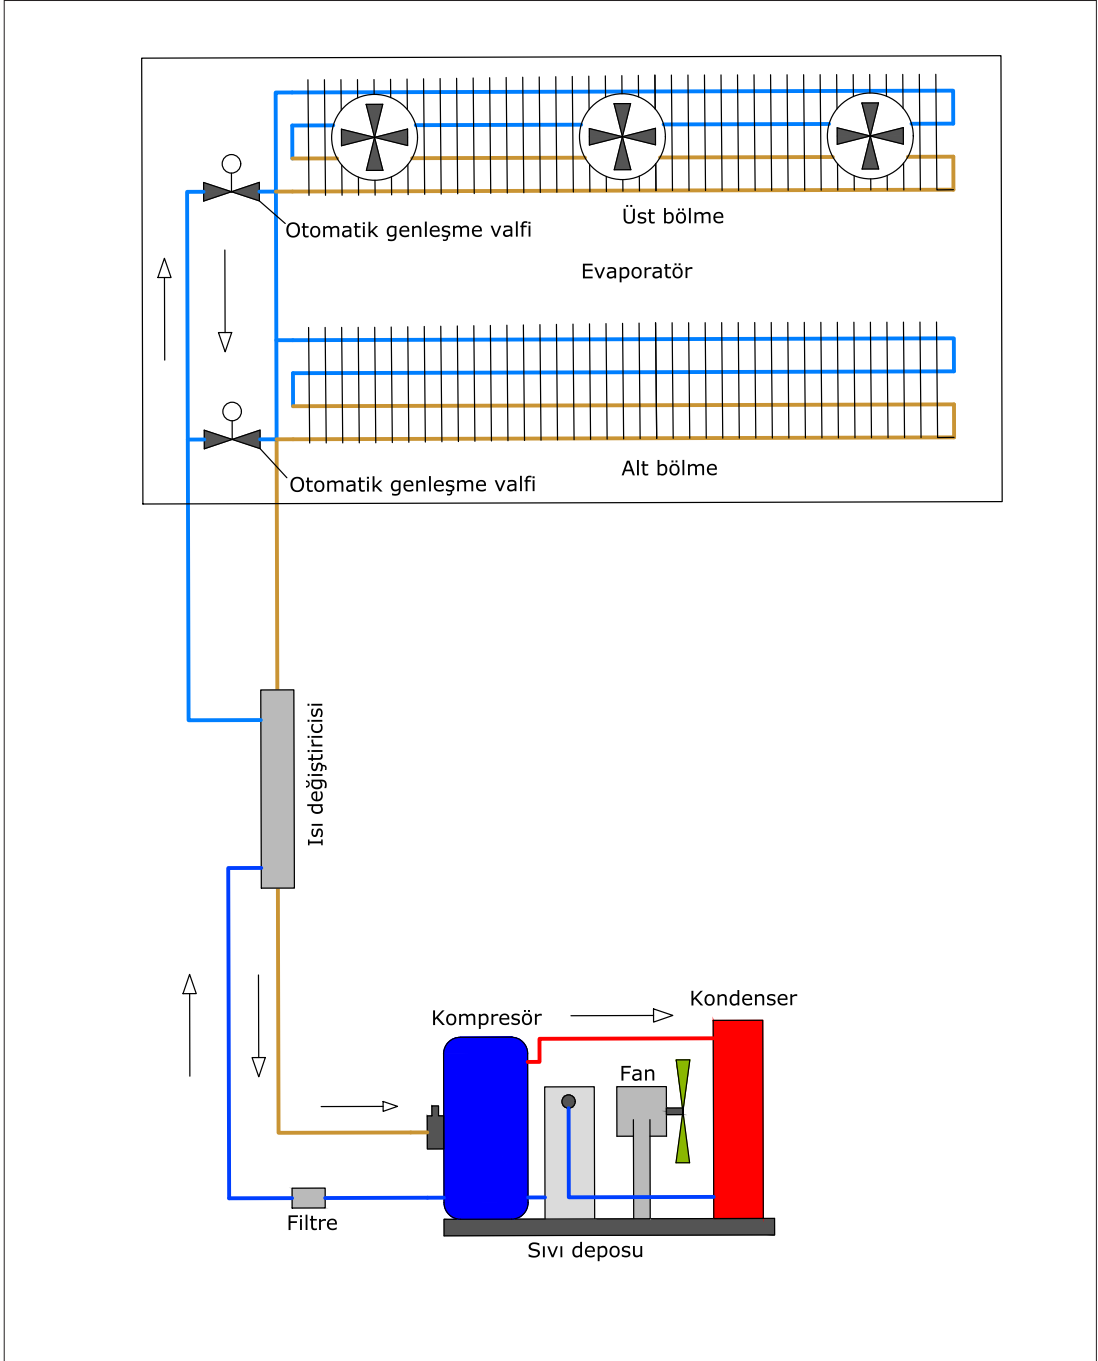 Otomatik genleşme valfi
Üst bölme
Evaporatör
Alt bölme
Otomatik genleşme valfi
Isı değiştiricisi
Kondenser
Kompresör
Fan
Filtre
Sıvı deposu